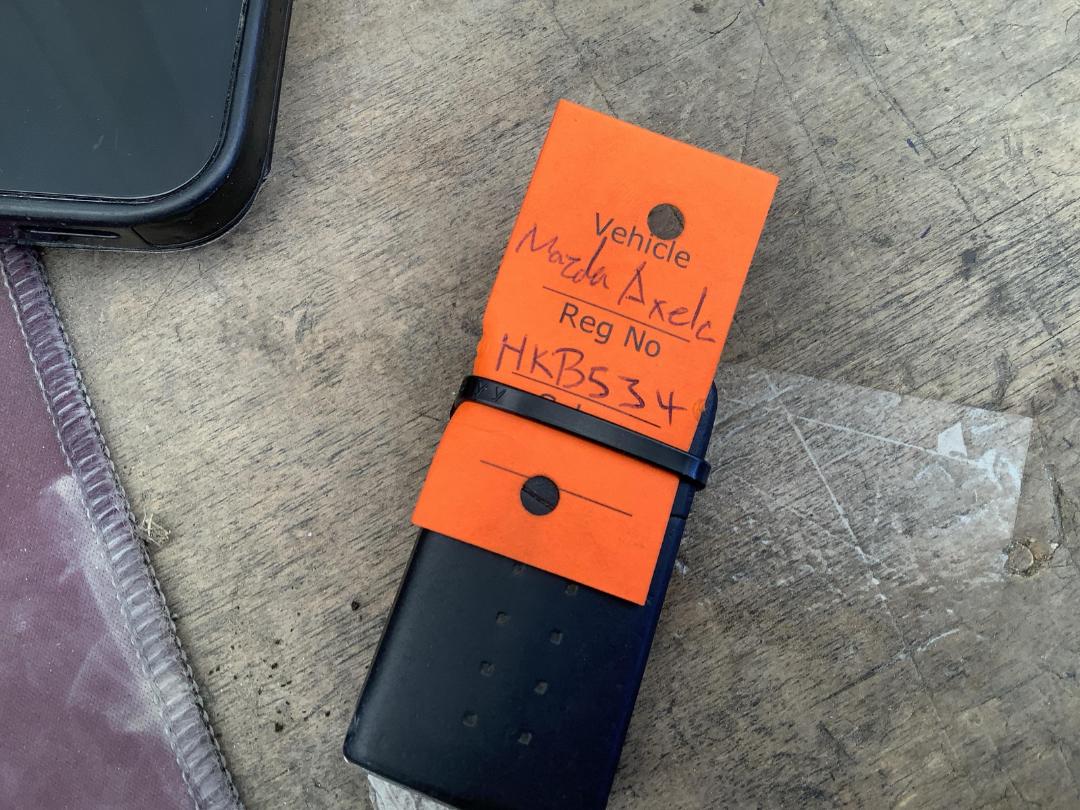 Vehicle
Mazda Axela
Reg No
HKB534